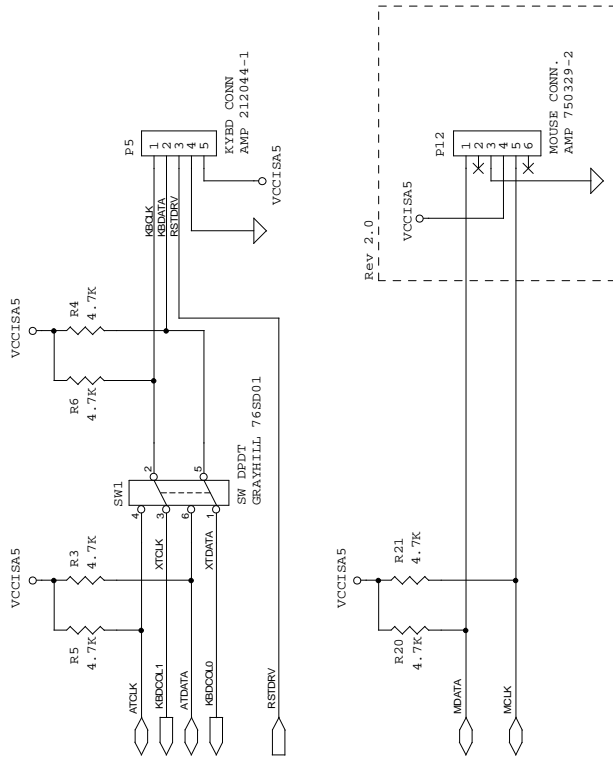 VCCISA5
R5
4.7K
R3
4.7K
ATCLK
KBDCOL1
ATDATA
KBDCOL0
RSTDRV
XTCLK
XTDATA
SW1
4
3
6
1
2
5
SW DPDT
GRAYHILL 76SD01
VCCISA5
R6
4.7K
R4
4.7K
KBCLK
KBDATA
RSTDRV
P5
1
2
3
4
5
KYBD CONN
AMP 212044-1
VCCISA5
VCCISA5
R20
4.7K
R21
4.7K
MDATA
MCLK
Rev 2.0
VCCISA5
P12
1
2
3
4
5
6
MOUSE CONN.
AMP 750329-2